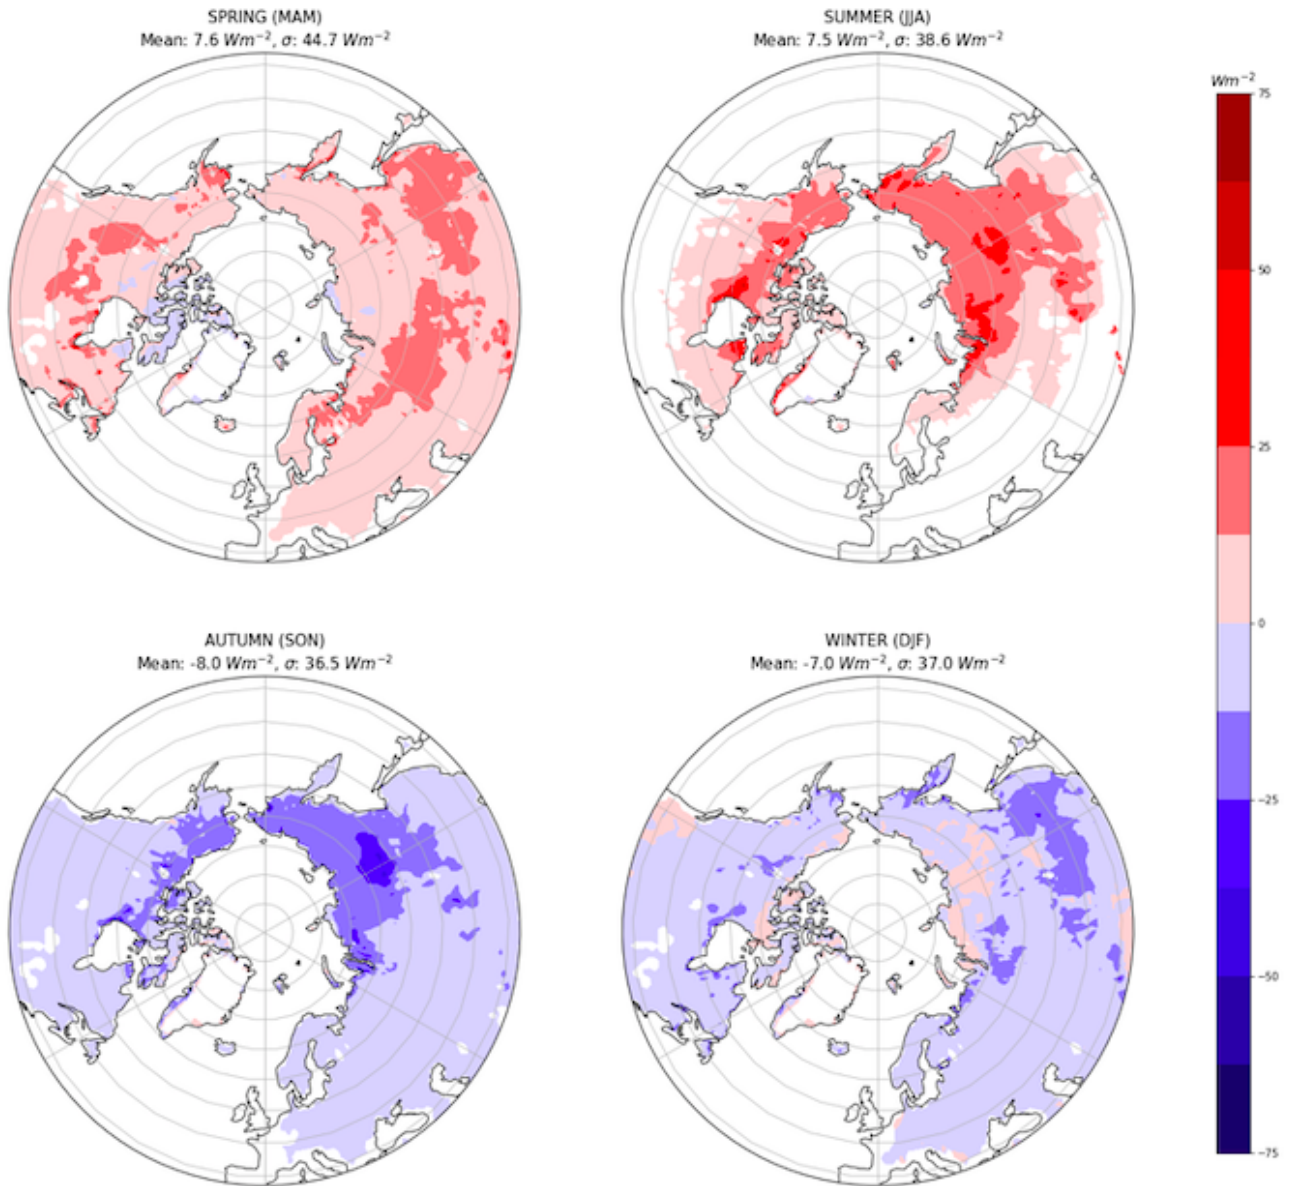 SPRING (MAM)
Mean: 7.6 Wm⁻², σ: 44.7 Wm⁻²
SUMMER (JJA)
Mean: 7.5 Wm⁻², σ: 38.6 Wm⁻²
Wm⁻²
75
50
25
0
−25
−50
−75
AUTUMN (SON)
Mean: -8.0 Wm⁻², σ: 36.5 Wm⁻²
WINTER (DJF)
Mean: -7.0 Wm⁻², σ: 37.0 Wm⁻²